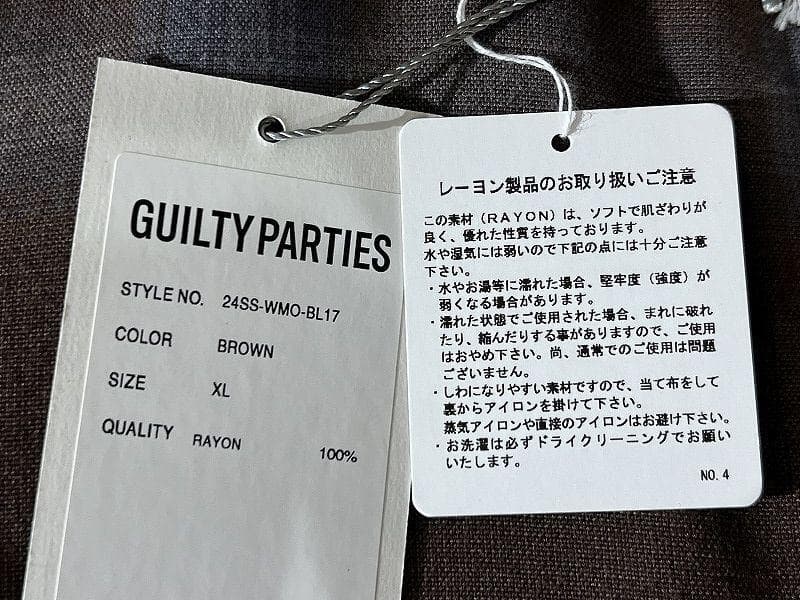 GUILTY PARTIES
STYLE NO. 24SS-WMO-BL17
COLOR BROWN
SIZE XL
QUALITY RAYON 100%
レーヨン製品のお取り扱いご注意
この素材（RAYON）は、ソフトで肌ざわりが
良く、優れた性質を持っております。
水や湿気には弱いので下記の点には十分ご注意
下さい。
・水やお湯等に濡れた場合、堅牢度（強度）が
弱くなる場合があります。
・濡れた状態でご使用された場合、まれに破れ
たり、縮んだりする事がありますので、ご使用
はおやめ下さい。尚、通常でのご使用は問題
ございません。
・しわになりやすい素材ですので、当て布をして
裏からアイロンを掛けて下さい。
蒸気アイロンや直接のアイロンはお避け下さい。
・お洗濯は必ずドライクリーニングでお願い
いたします。
NO.4